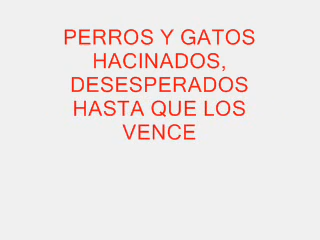 PERROS Y GATOS
HACINADOS,
DESESPERADOS
HASTA QUE LOS
VENCE